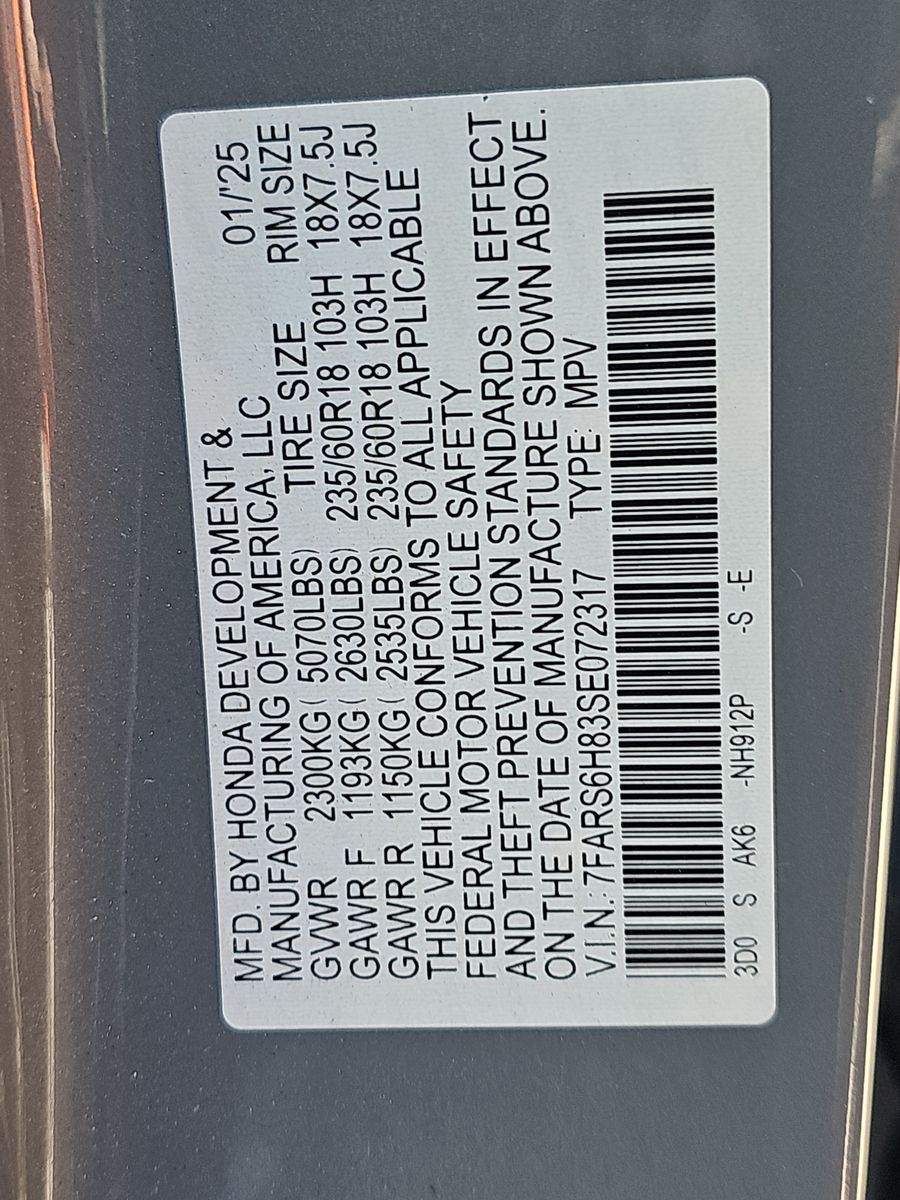 MFD. BY HONDA DEVELOPMENT & 01/'25
MANUFACTURING OF AMERICA, LLC
TIRE SIZE RIM SIZE
GVWR 2300KG( 5070LBS)
GAWR F 1193KG( 2630LBS) 235/60R18 103H 18X7.5J
GAWR R 1150KG( 2535LBS) 235/60R18 103H 18X7.5J
THIS VEHICLE CONFORMS TO ALL APPLICABLE
FEDERAL MOTOR VEHICLE SAFETY
AND THEFT PREVENTION STANDARDS IN EFFECT
ON THE DATE OF MANUFACTURE SHOWN ABOVE.
V.I.N.: 7FARS6H83SE072317 TYPE: MPV
3D0 S AK6 -NH912P -S -E